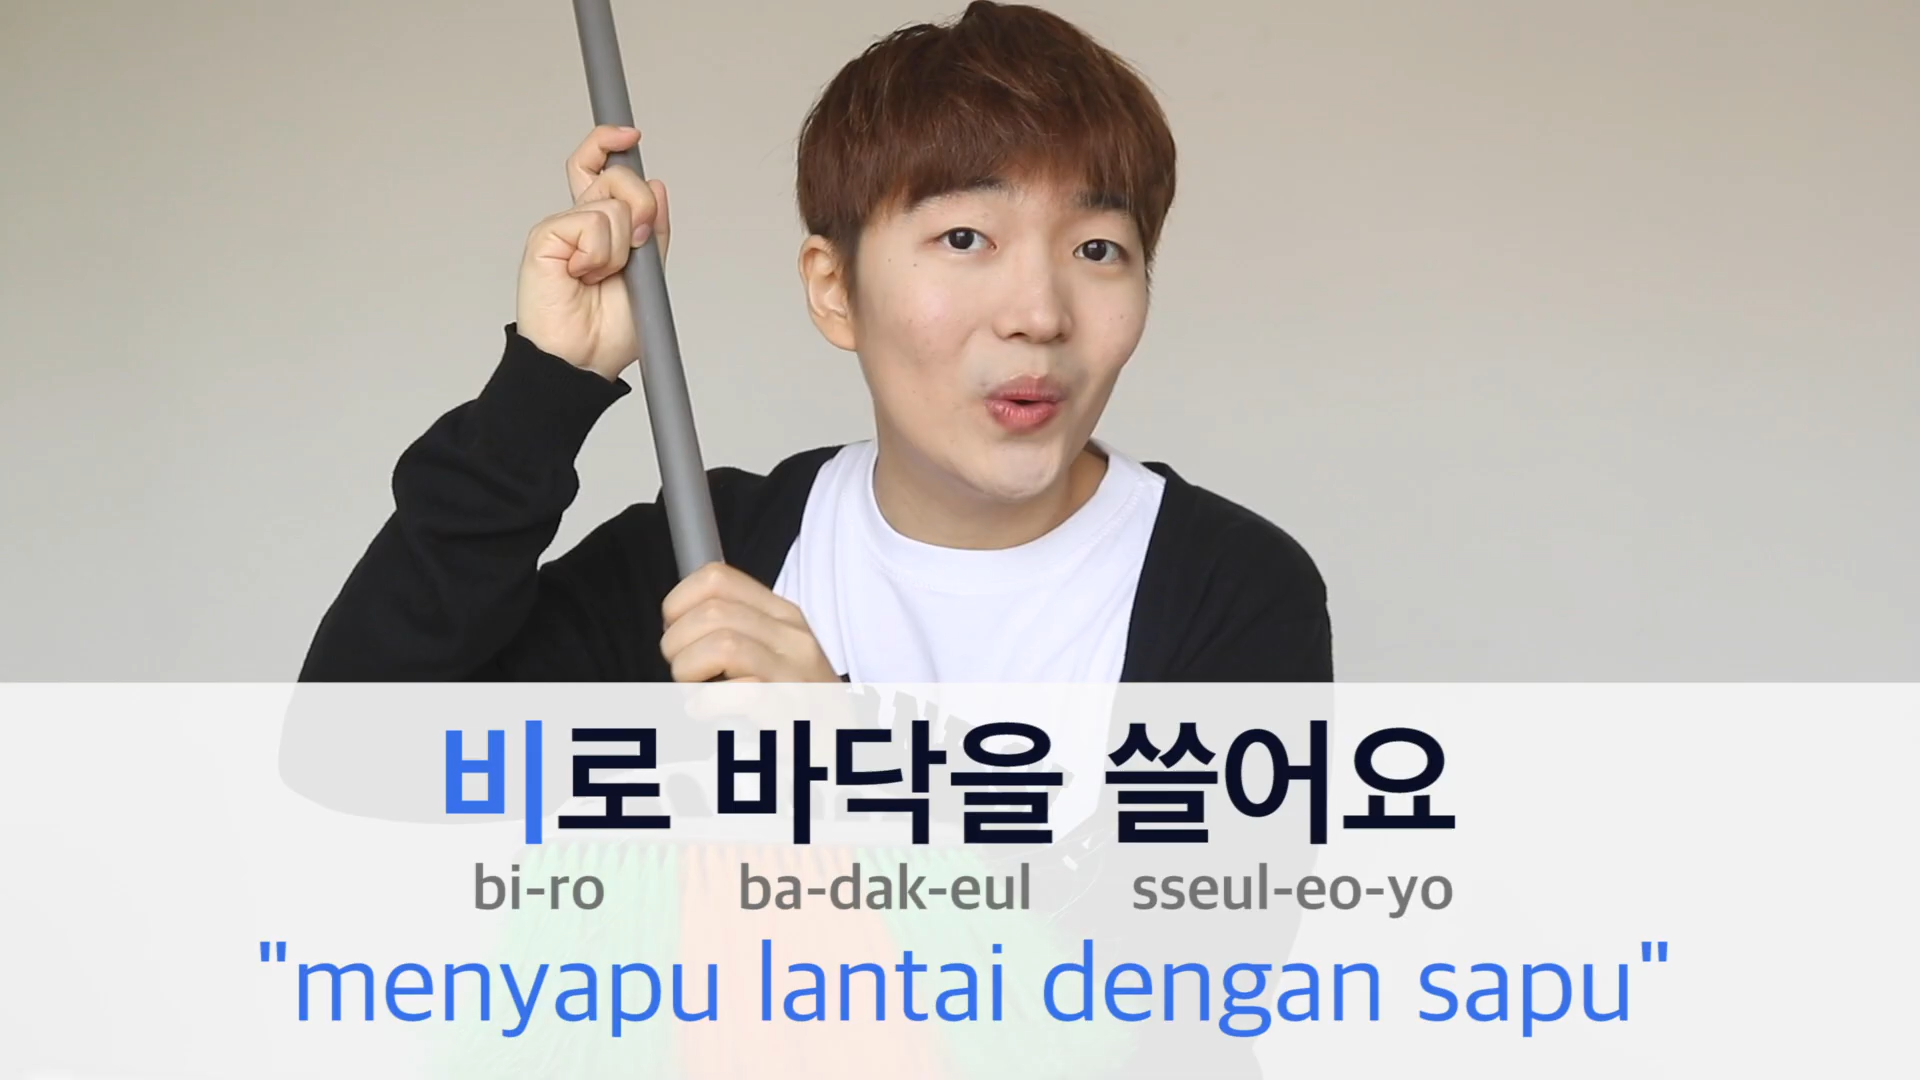 비로 바닥을 쓸어요
bi-ro ba-dak-eul sseul-eo-yo
"menyapu lantai dengan sapu"